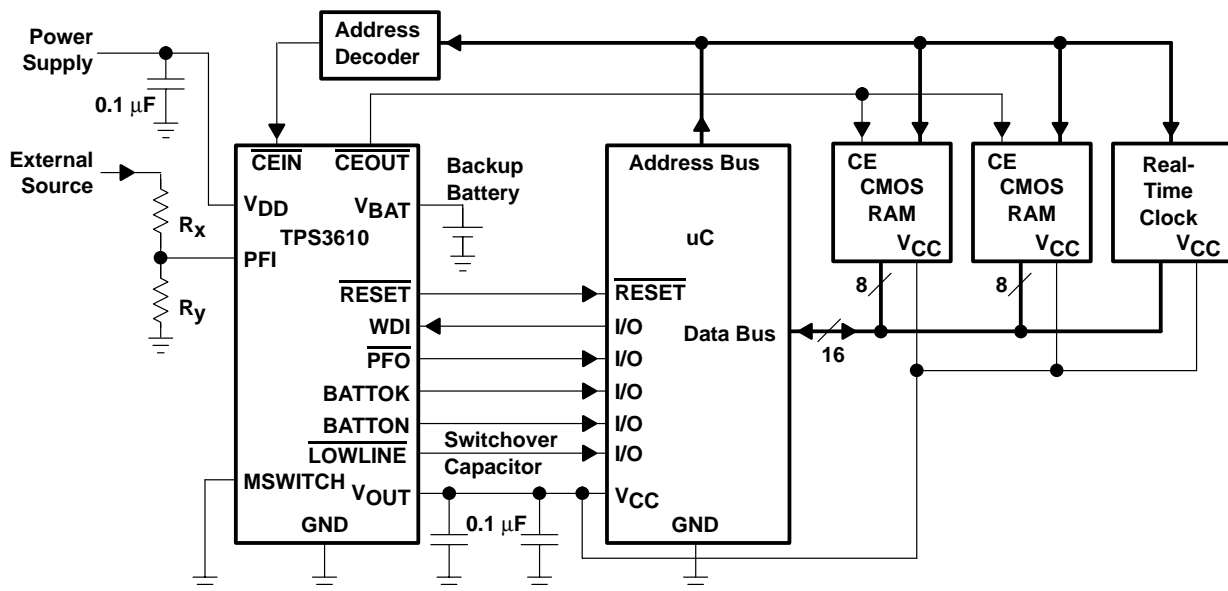 Power
Supply
0.1 μF
External
Source
Rx
Ry
Address
Decoder
CEIN
CEOUT
VDD
VBAT
TPS3610
PFI
RESET
WDI
PFO
BATTOK
BATTON
LOWLINE
MSWITCH
VOUT
GND
Backup
Battery
Switchover
Capacitor
0.1 μF
Address Bus
uC
RESET
I/O
Data Bus
I/O
I/O
I/O
I/O
VCC
GND
16
CE
CMOS
RAM
VCC
8
CE
CMOS
RAM
VCC
8
Real-
Time
Clock
VCC